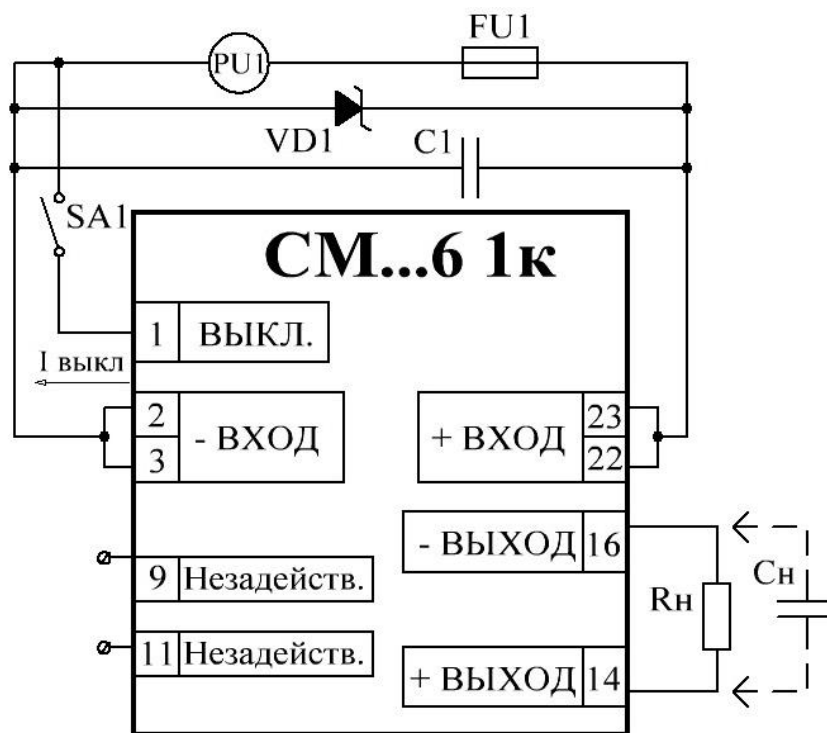 PU1
FU1
VD1
C1
SA1
СМ...6 1к
1 ВЫКЛ.
I выкл
2
3
- ВХОД
+ ВХОД
23
22
- ВЫХОД 16
9 Незадейств.
11 Незадейств.
+ ВЫХОД 14
Rн
Сн